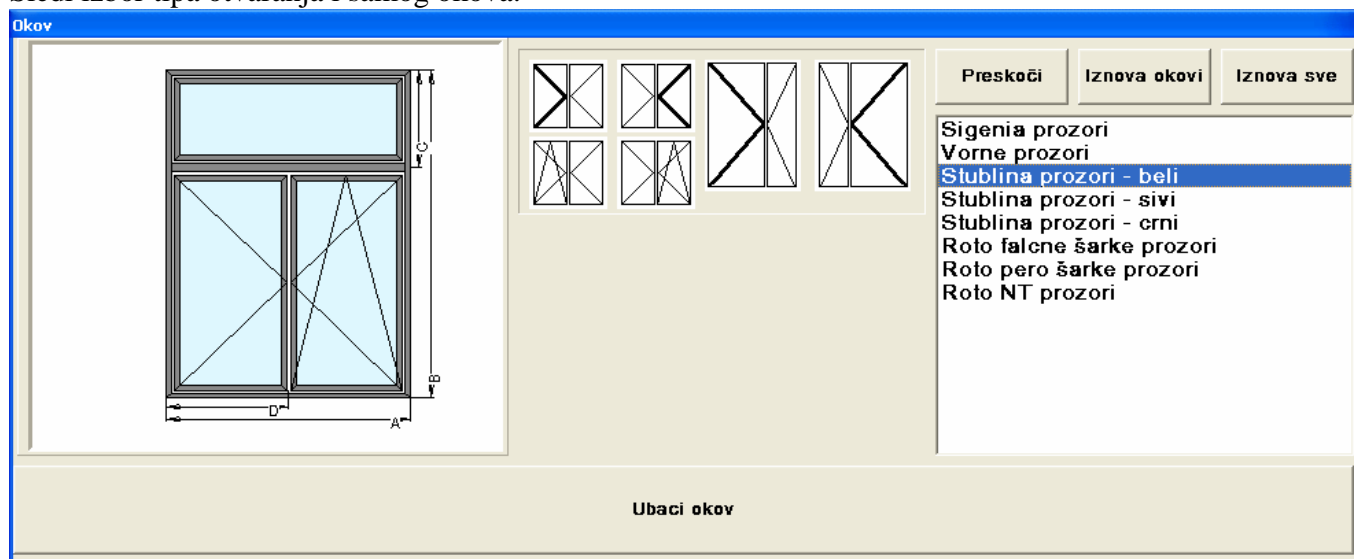 Okov
C
B
D
A
Preskoči
Iznova okovi
Iznova sve
Sigenia prozori
Vorne prozori
Stublina prozori - beli
Stublina prozori - sivi
Stublina prozori - crni
Roto falcne šarke prozori
Roto pero šarke prozori
Roto NT prozori
Ubaci okov